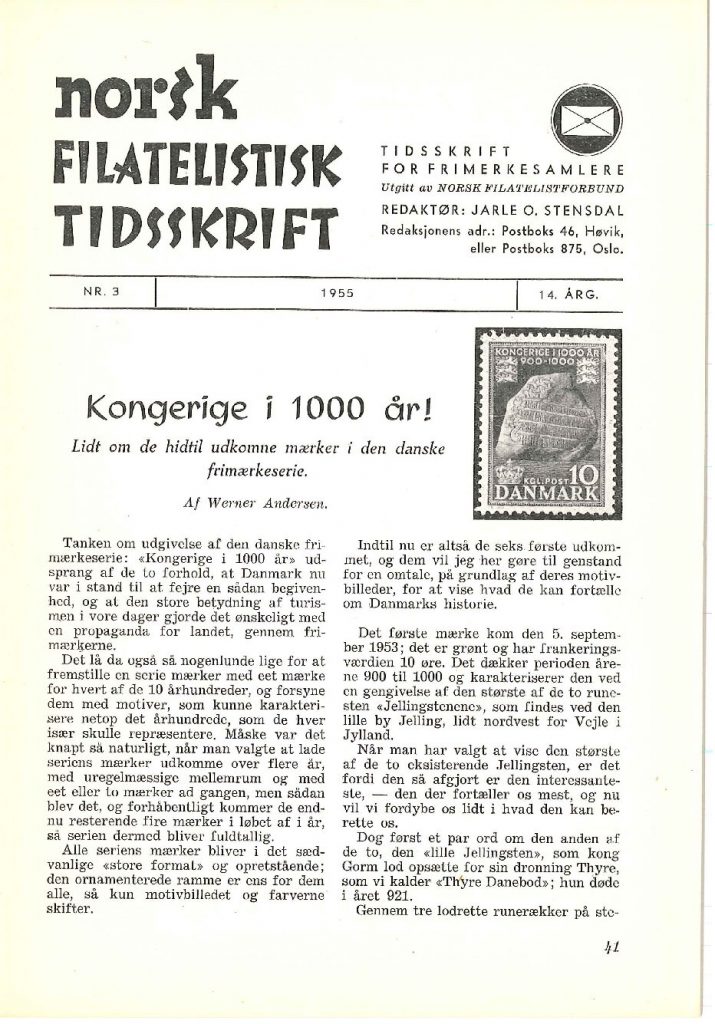 norsk
FILATELISTISK
TIDSSKRIFT
TIDSSKRIFT
FOR FRIMERKESAMLERE
Utgitt av NORSK FILATELISTFORBUND
REDAKTØR: JARLE O. STENSDAL
Redaksjonens adr.: Postboks 46, Høvik,
eller Postboks 875, Oslo.
NR. 3
1955
14. ÅRG.
KONGERIGE I 1000 ÅR
900-1000
KGL. POST 10
DANMARK
Kongerige i 1000 år!
Lidt om de hidtil udkomne mærker i den danske
frimærkeserie.
Af Werner Andersen.
Tanken om udgivelse af den danske fri-
mærkeserie: «Kongerige i 1000 år» ud-
sprang af de to forhold, at Danmark nu
var i stand til at fejre en sådan begiven-
hed, og at den store betydning af turis-
men i vore dager gjorde det ønskeligt med
en propaganda for landet, gennem fri-
mærkerne.
Det lå da også så nogenlunde lige for at
fremstille en serie mærker med eet mærke
for hvert af de 10 århundreder, og forsyne
dem med motiver, som kunne karakteri-
sere netop det århundrede, som de hver
især skulle repræsentere. Måske var det
knapt så naturligt, når man valgte at lade
seriens mærker udkomme over flere år,
med uregelmæssige mellemrum og med
eet eller to mærker ad gangen, men sådan
blev det, og forhåbentligt kommer de end-
nu resterende fire mærker i løbet af i år,
så serien dermed bliver fuldtallig.
Alle seriens mærker bliver i det sæd-
vanlige «store format» og opretstående;
den ornamenterede ramme er ens for dem
alle, så kun motivbilledet og farverne
skifter.
Indtil nu er altså de seks første udkom-
met, og dem vil jeg her gøre til genstand
for en omtale, på grundlag af deres motiv-
billeder, for at vise hvad de kan fortælle
om Danmarks historie.
Det første mærke kom den 5. septem-
ber 1953; det er grønt og har frankerings-
værdien 10 øre. Det dækker perioden åre-
ne 900 til 1000 og karakteriserer den ved
en gengivelse af den største af de to rune-
sten «Jellingstenene», som findes ved den
lille by Jelling, lidt nordvest for Vejle i
Jylland.
Når man har valgt at vise den største
af de to eksisterende Jellingsten, er det
fordi den så afgjort er den interessante-
ste, — den der fortæller os mest, og nu
vil vi fordybe os lidt i hvad den kan be-
rette os.
Dog først et par ord om den anden af
de to, den «lille Jellingsten», som kong
Gorm lod opsætte for sin dronning Thyre,
som vi kalder «Thyre Danebod»; hun døde
i året 921.
Gennem tre lodrette runerækker på ste-
41